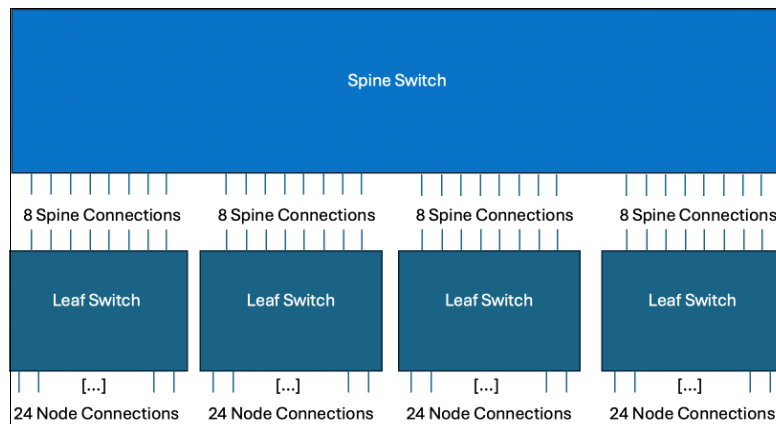 Spine Switch
8 Spine Connections
8 Spine Connections
8 Spine Connections
8 Spine Connections
Leaf Switch
Leaf Switch
Leaf Switch
Leaf Switch
[...]
[...]
[...]
[...]
24 Node Connections
24 Node Connections
24 Node Connections
24 Node Connections